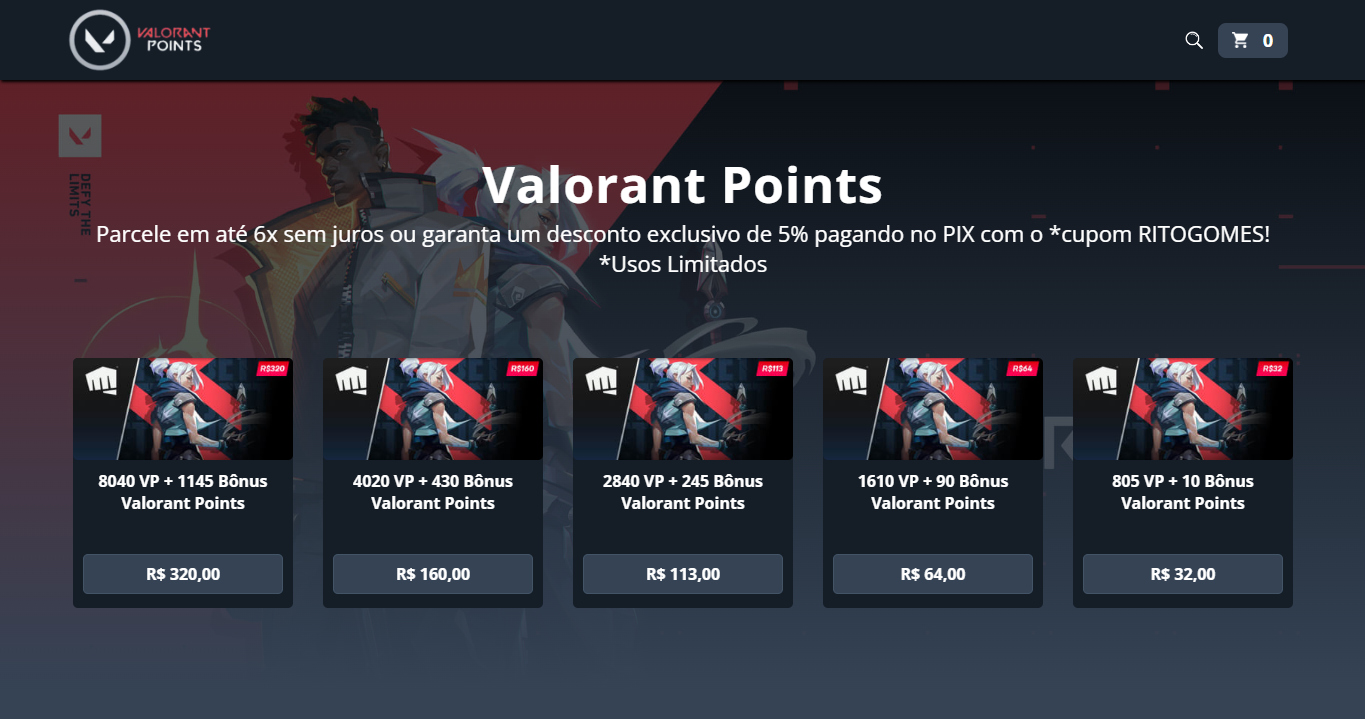 VALORANT
POINTS
0
DEFY THE
LIMITS
Valorant Points
Parcele em até 6x sem juros ou garanta um desconto exclusivo de 5% pagando no PIX com o *cupom RITOGOMES!
*Usos Limitados
R$320
R$160
R$113
R$64
R$32
8040 VP + 1145 Bônus
Valorant Points
R$ 320,00
4020 VP + 430 Bônus
Valorant Points
R$ 160,00
2840 VP + 245 Bônus
Valorant Points
R$ 113,00
1610 VP + 90 Bônus
Valorant Points
R$ 64,00
805 VP + 10 Bônus
Valorant Points
R$ 32,00